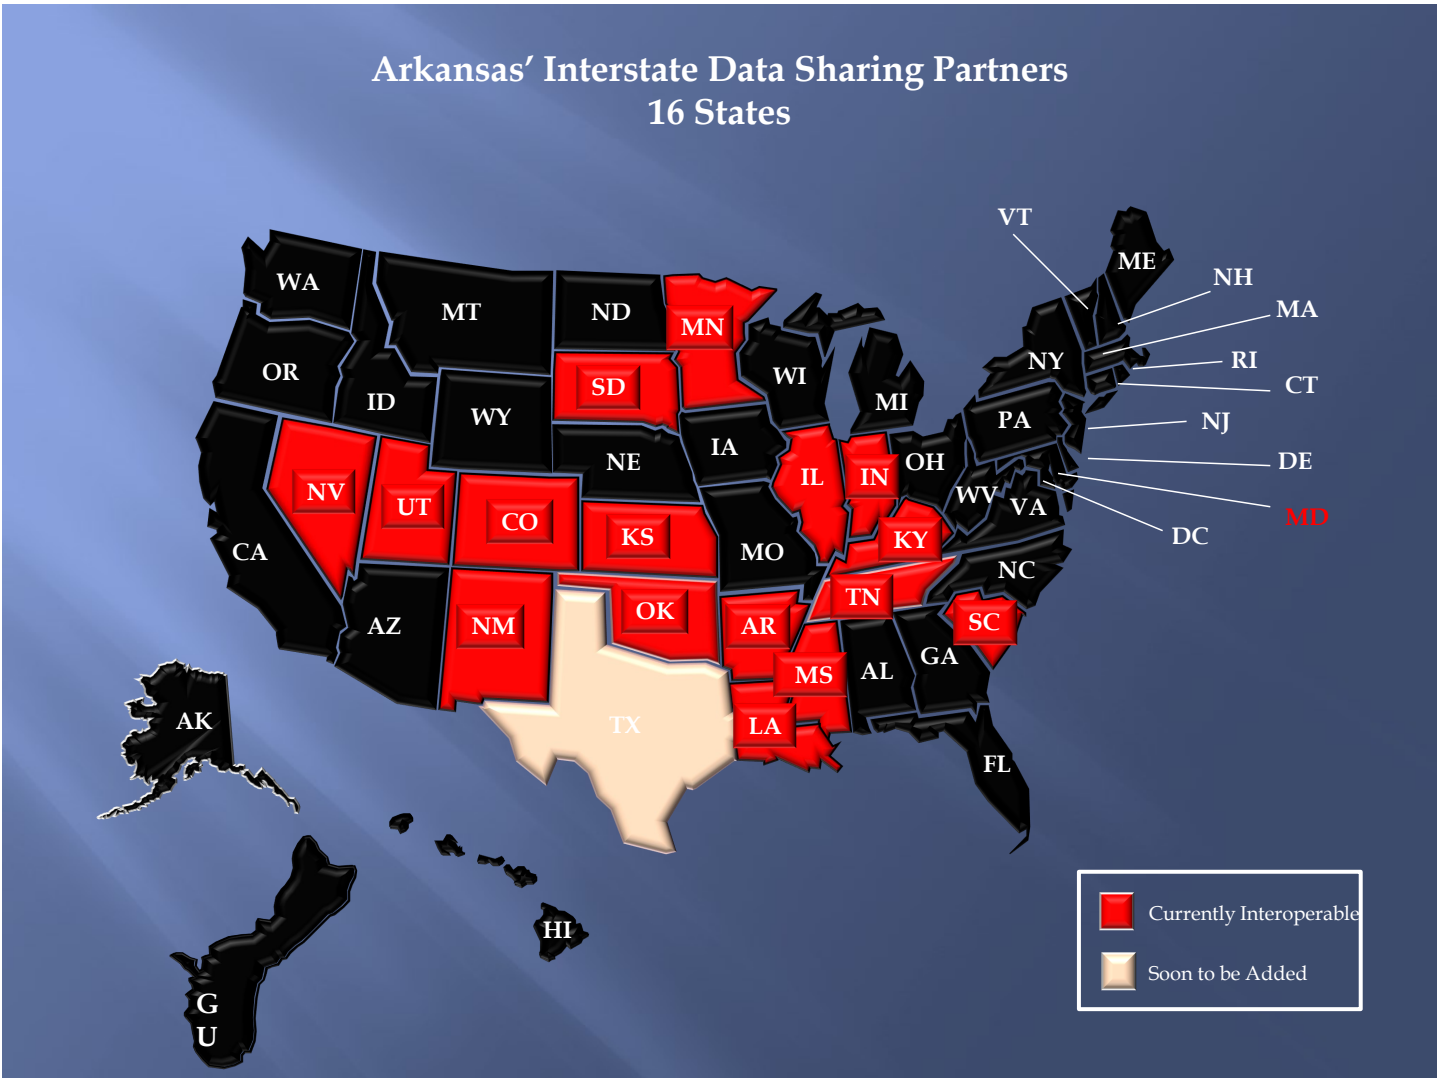 Arkansas’ Interstate Data Sharing Partners
16 States
VT
ME
NH
WA
MA
MT
ND
MN
NY
RI
OR
WI
CT
SD
ID
MI
WY
PA
NJ
IA
NE
OH
DE
IL
IN
NV
WV
UT
VA
MD
CO
KS
DC
KY
CA
MO
NC
TN
OK
SC
AZ
NM
AR
GA
AL
MS
AK
TX
LA
FL
HI
G
U
Currently Interoperable
Soon to be Added